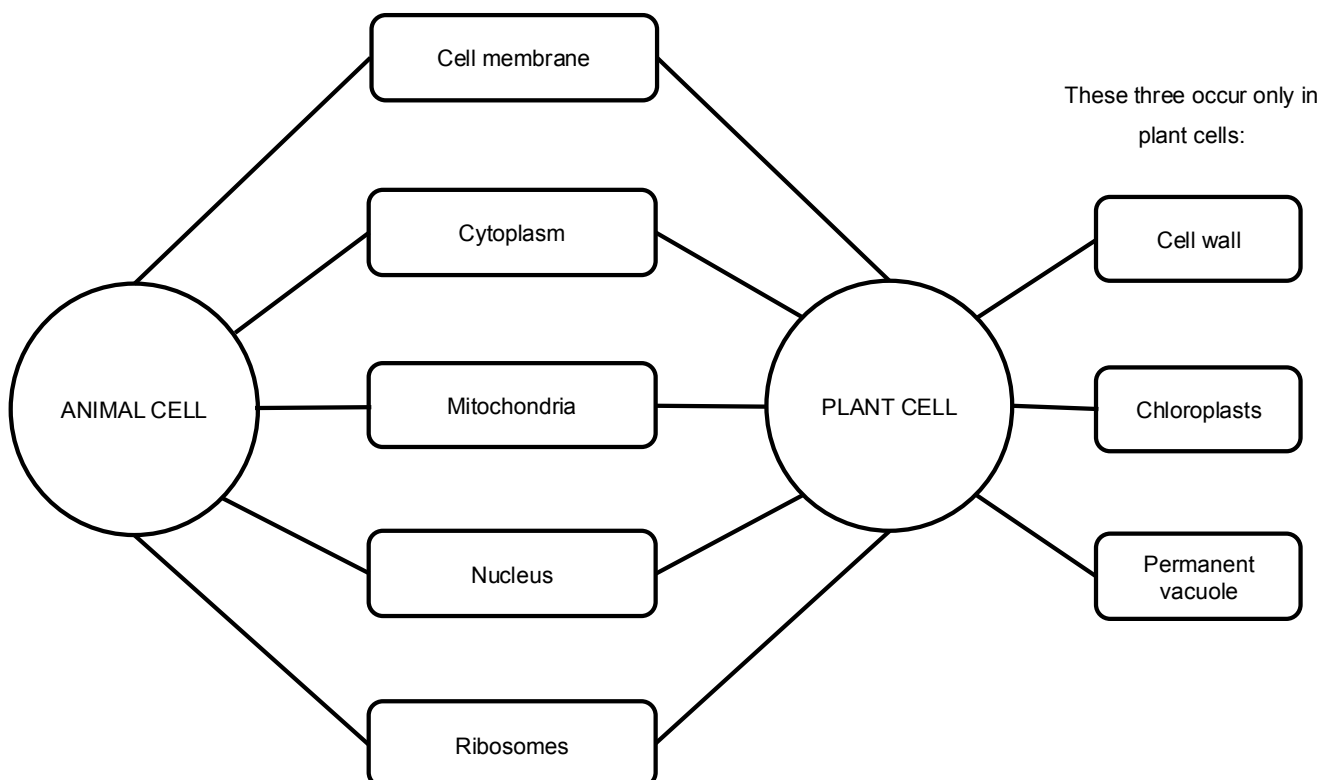 Cell membrane
These three occur only in
plant cells:
Cytoplasm
Cell wall
ANIMAL CELL
Mitochondria
PLANT CELL
Chloroplasts
Nucleus
Permanent
vacuole
Ribosomes